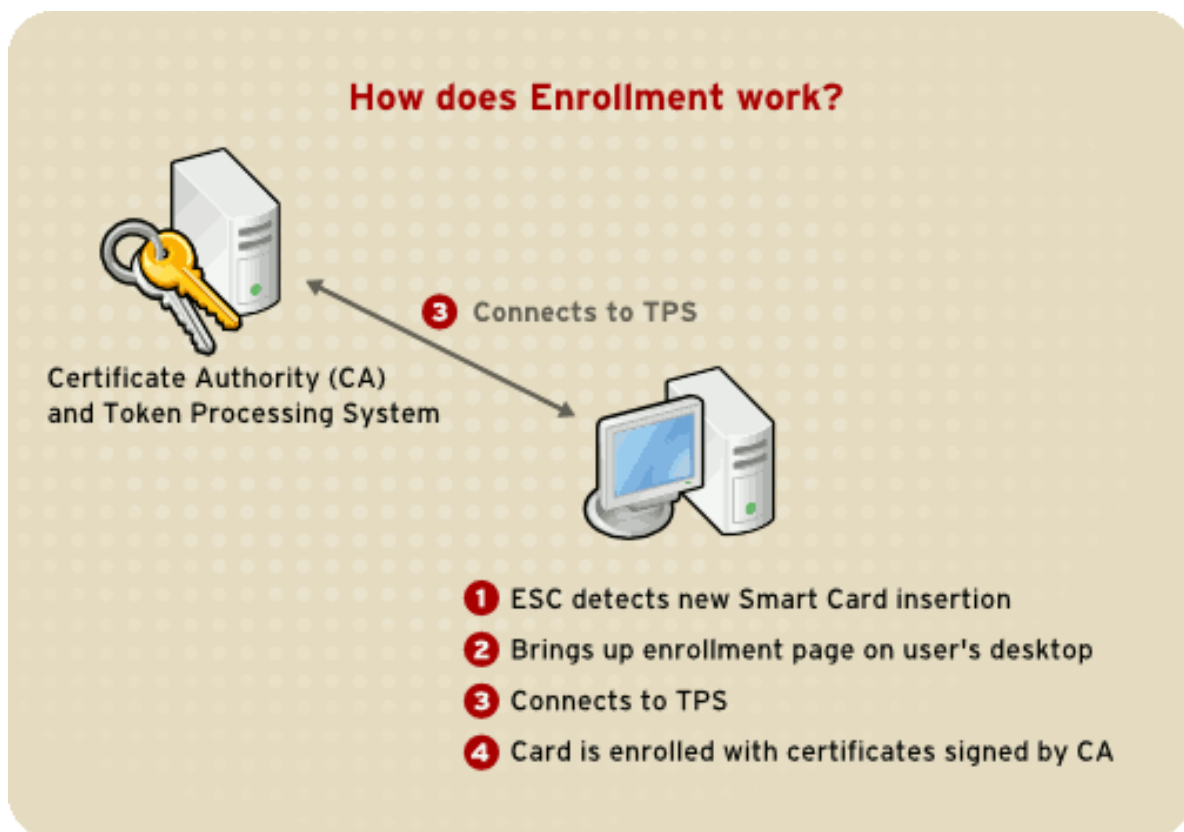 How does Enrollment work?
3 Connects to TPS
Certificate Authority (CA)
and Token Processing System
1 ESC detects new Smart Card insertion
2 Brings up enrollment page on user's desktop
3 Connects to TPS
4 Card is enrolled with certificates signed by CA